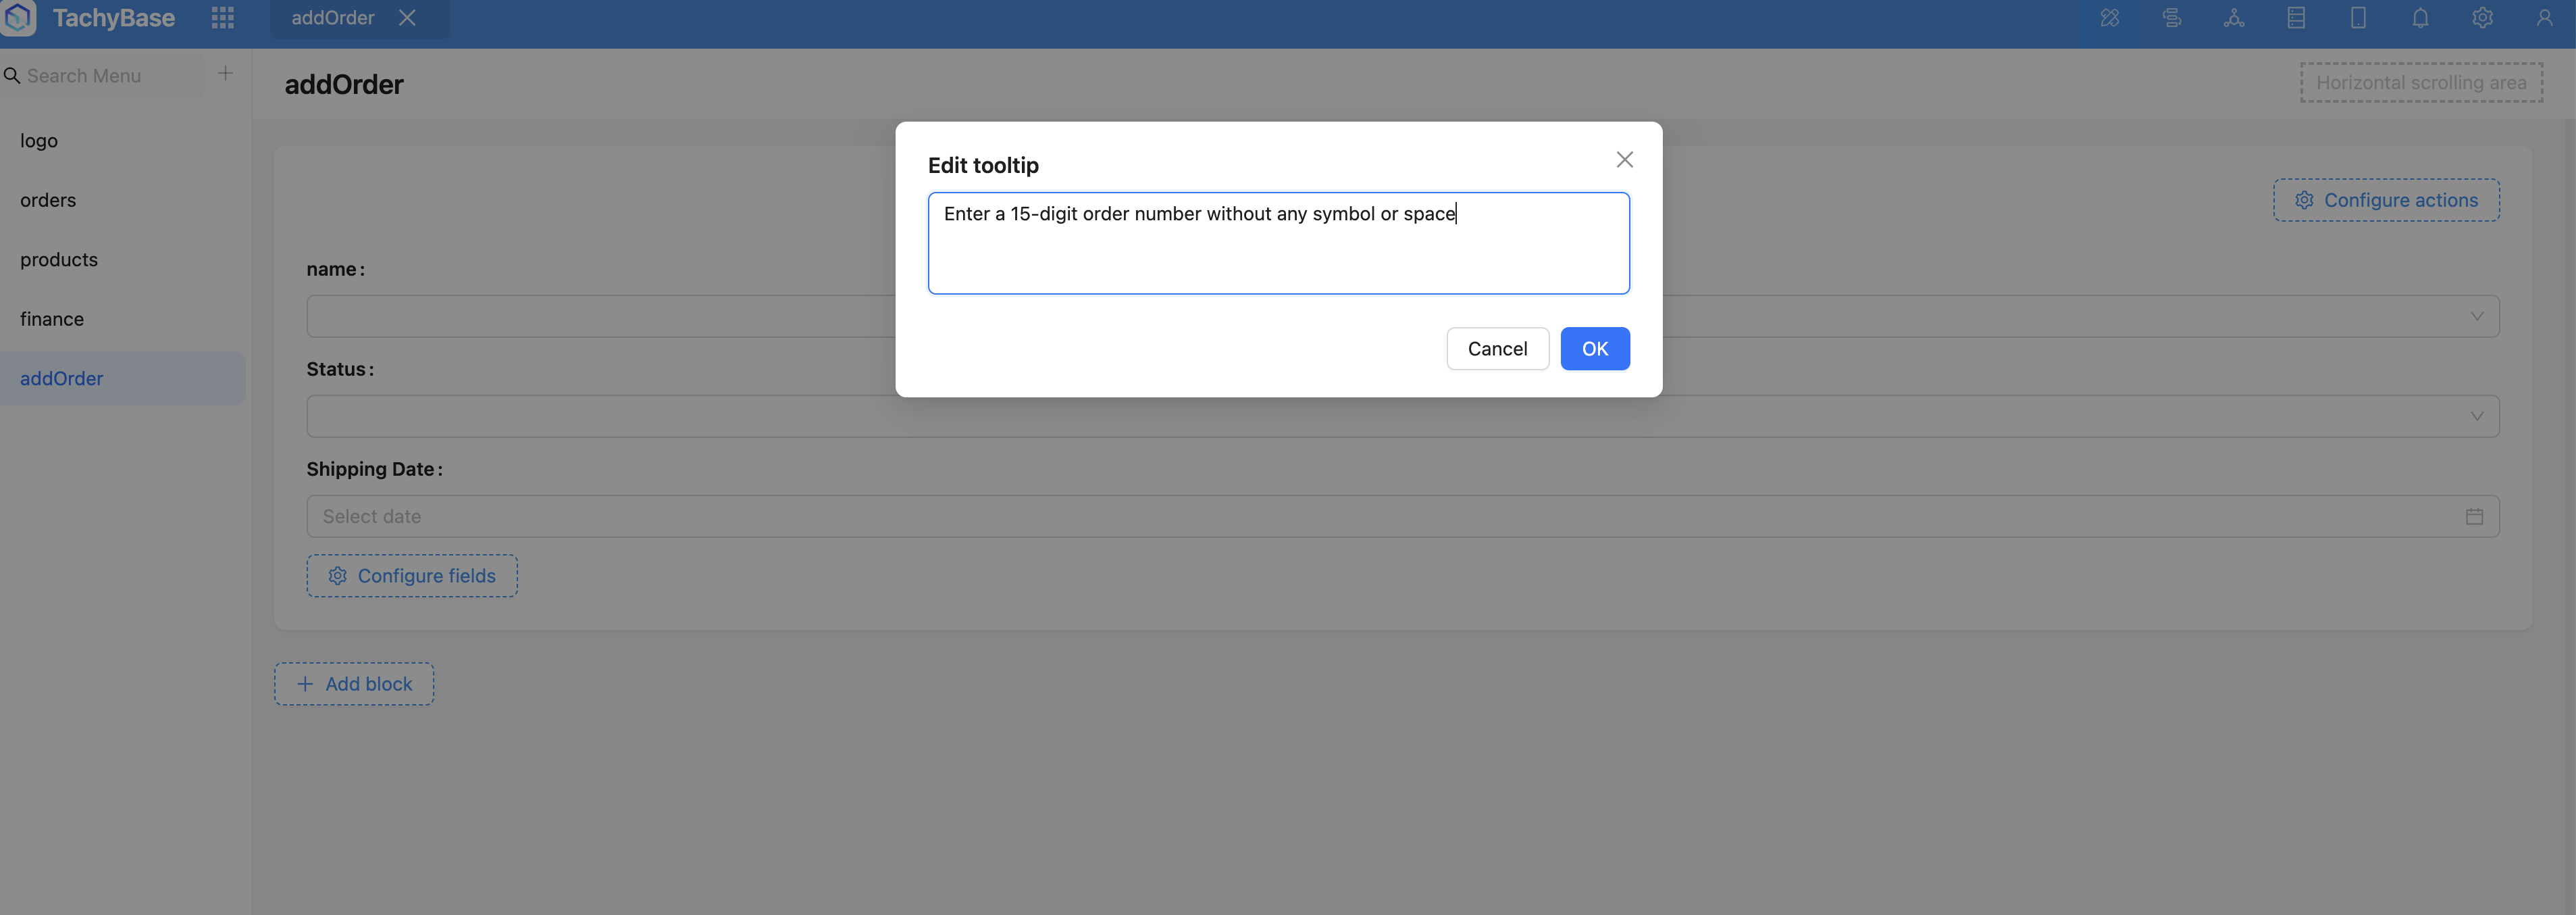 TachyBase
addOrder
Search Menu
addOrder
Horizontal scrolling area
logo
orders
products
finance
addOrder
Edit tooltip
Enter a 15-digit order number without any symbol or space
Cancel
OK
Configure actions
name :
Status :
Shipping Date :
Select date
Configure fields
Add block